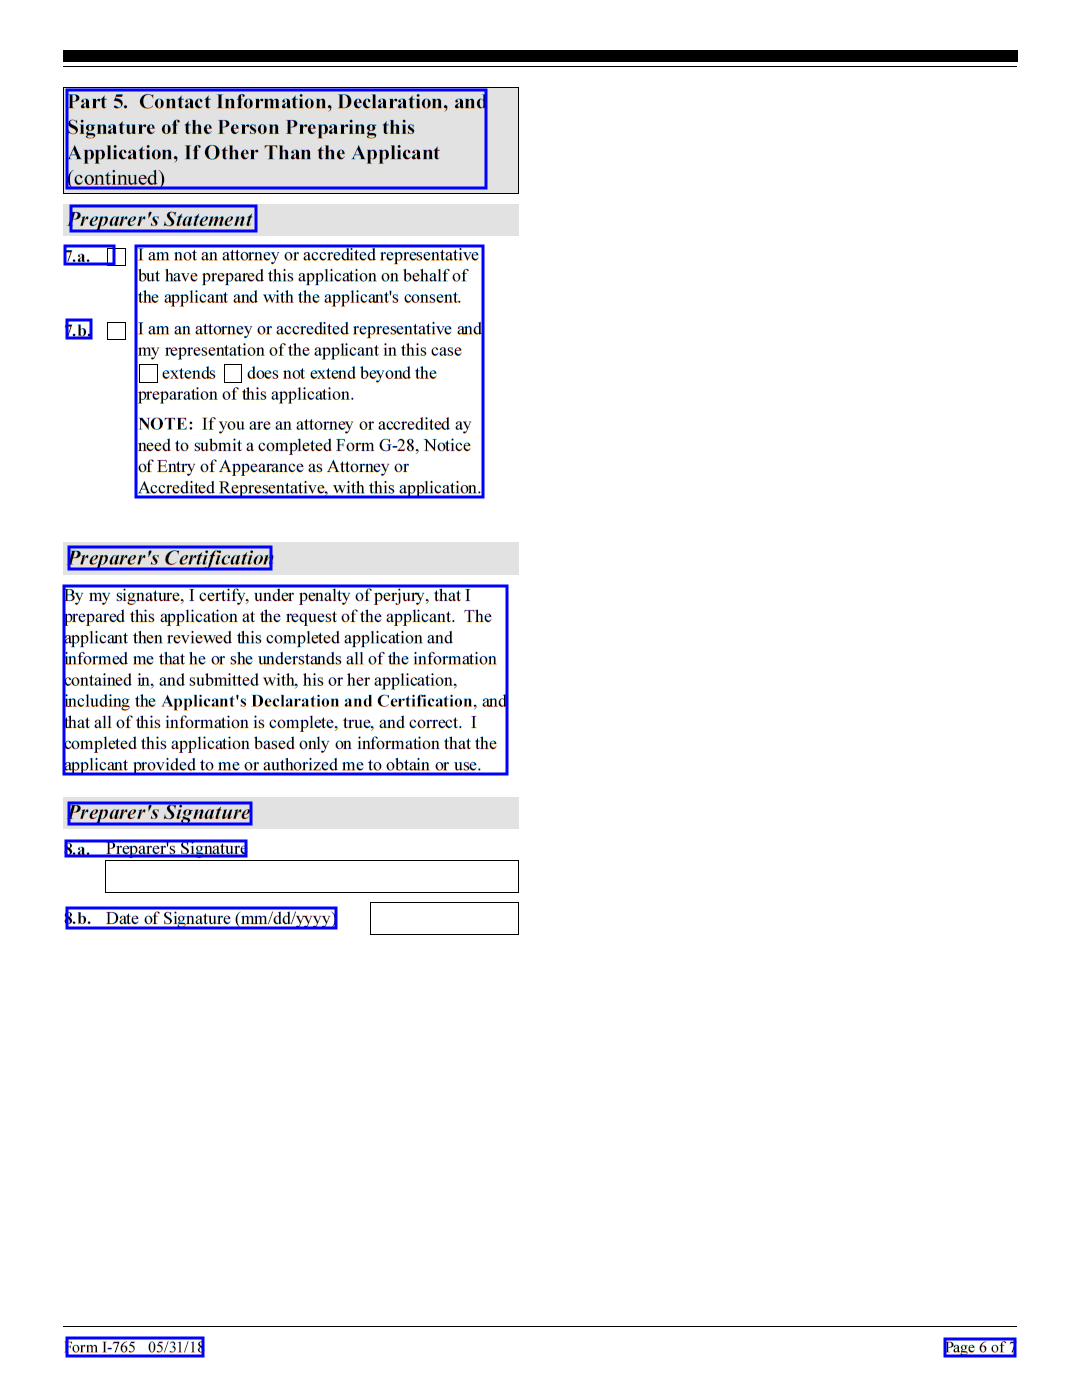 Part 5.  Contact Information, Declaration, and
Signature of the Person Preparing this
Application, If Other Than the Applicant
(continued)
Preparer's Statement
7.a. I am not an attorney or accredited representative
but have prepared this application on behalf of
the applicant and with the applicant's consent.
7.b. I am an attorney or accredited representative and
my representation of the applicant in this case
extends does not extend beyond the
preparation of this application.
NOTE:  If you are an attorney or accredited ay
need to submit a completed Form G-28, Notice
of Entry of Appearance as Attorney or
Accredited Representative, with this application.
Preparer's Certification
By my signature, I certify, under penalty of perjury, that I
prepared this application at the request of the applicant.  The
applicant then reviewed this completed application and
informed me that he or she understands all of the information
contained in, and submitted with, his or her application,
including the Applicant's Declaration and Certification, and
that all of this information is complete, true, and correct.  I
completed this application based only on information that the
applicant provided to me or authorized me to obtain or use.
Preparer's Signature
8.a. Preparer's Signature
8.b. Date of Signature (mm/dd/yyyy)
Form I-765   05/31/18
Page 6 of 7